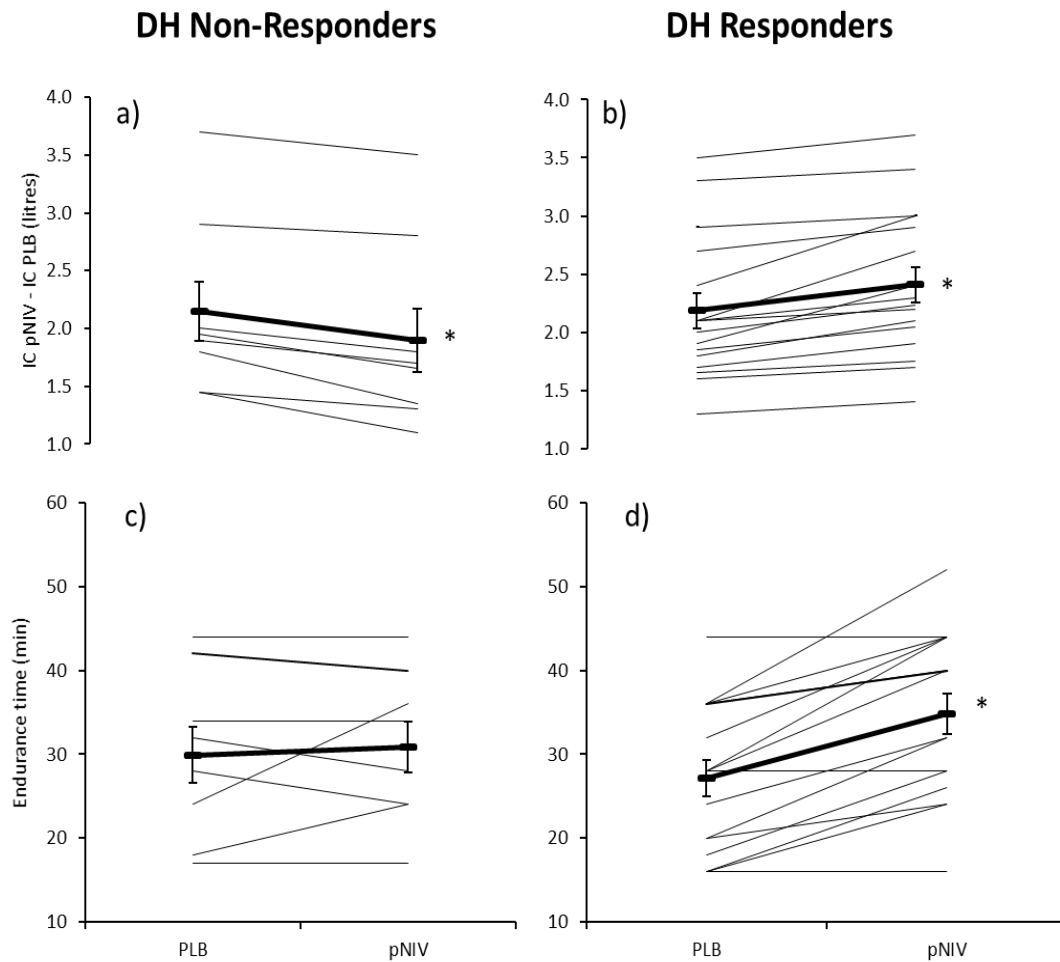 DH Non-Responders
DH Responders
a)
b)
IC pNIV - IC PLB (litres)
4.0
3.5
3.0
2.5
2.0
1.5
1.0
*
4.0
3.5
3.0
2.5
2.0
1.5
1.0
*
c)
d)
Endurance time (min)
60
50
40
30
20
10
PLB
pNIV
60
50
40
30
20
10
*
PLB
pNIV